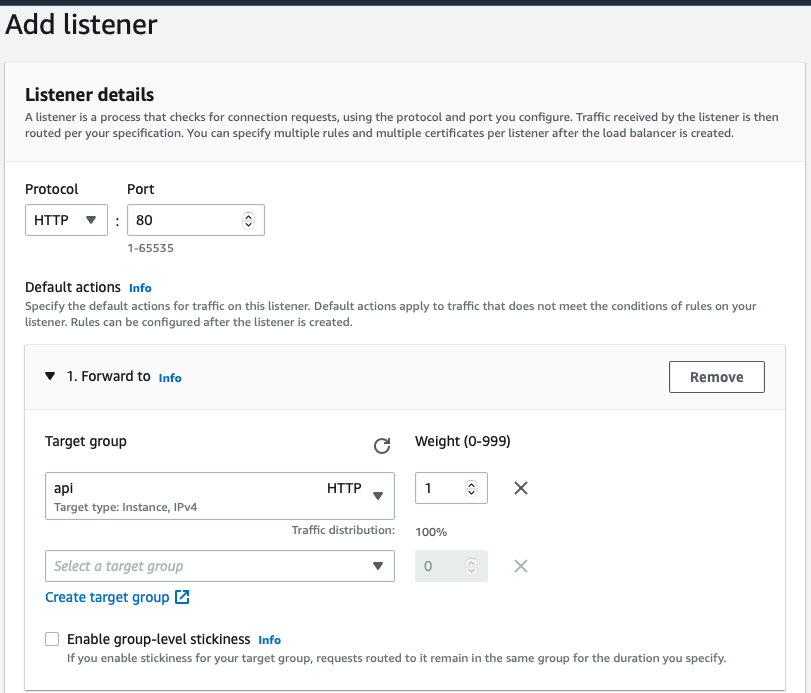 Add listener
Listener details
A listener is a process that checks for connection requests, using the protocol and port you configure. Traffic received by the listener is then
routed per your specification. You can specify multiple rules and multiple certificates per listener after the load balancer is created.
Protocol Port
HTTP : 80
1-65535
Default actions Info
Specify the default actions for traffic on this listener. Default actions apply to traffic that does not meet the conditions of rules on your
listener. Rules can be configured after the listener is created.
1. Forward to Info Remove
Target group Weight (0-999)
api HTTP 1
Target type: Instance, IPv4
Traffic distribution: 100%
Select a target group 0
Create target group
Enable group-level stickiness Info
If you enable stickiness for your target group, requests routed to it remain in the same group for the duration you specify.